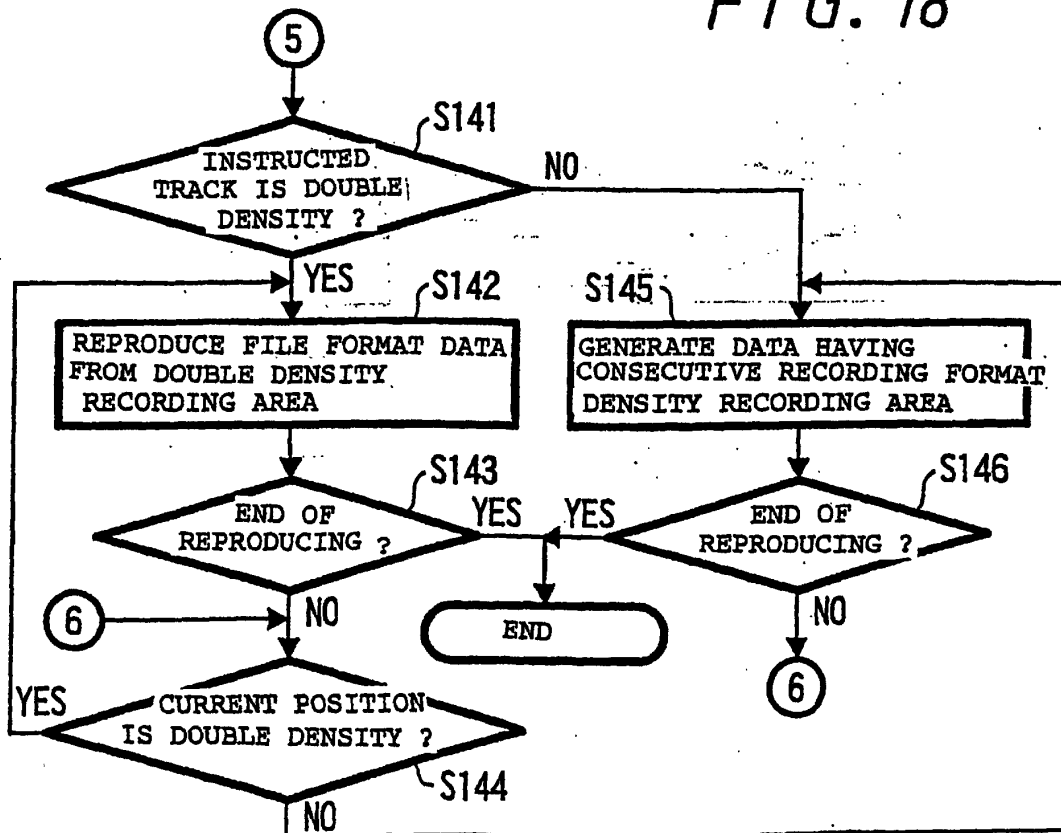 FIG. 18
5
S141
INSTRUCTED
TRACK IS DOUBLE
DENSITY ?
NO
YES
S142
REPRODUCE FILE FORMAT DATA
FROM DOUBLE DENSITY
RECORDING AREA
S145
GENERATE DATA HAVING
CONSECUTIVE RECORDING FORMAT
DENSITY RECORDING AREA
S143
END OF
REPRODUCING ?
YES
YES
S146
END OF
REPRODUCING ?
NO
NO
6
END
6
YES
CURRENT POSITION
IS DOUBLE DENSITY ?
S144
NO